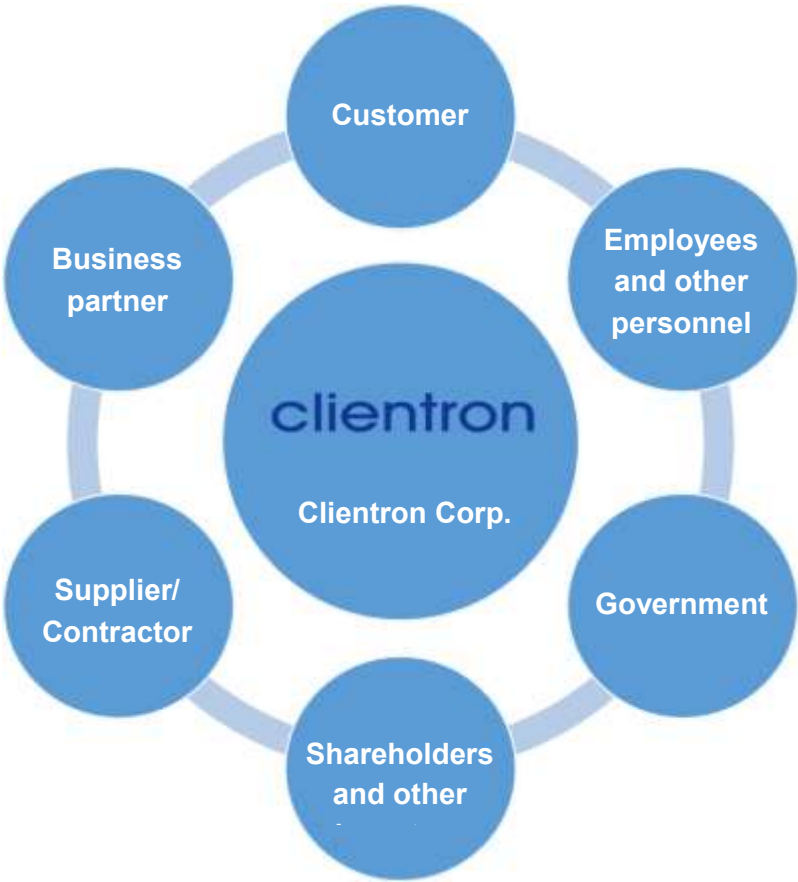 Customer
Employees
and other
personnel
Government
Shareholders
and other
Supplier/
Contractor
Business
partner
clientron
Clientron Corp.